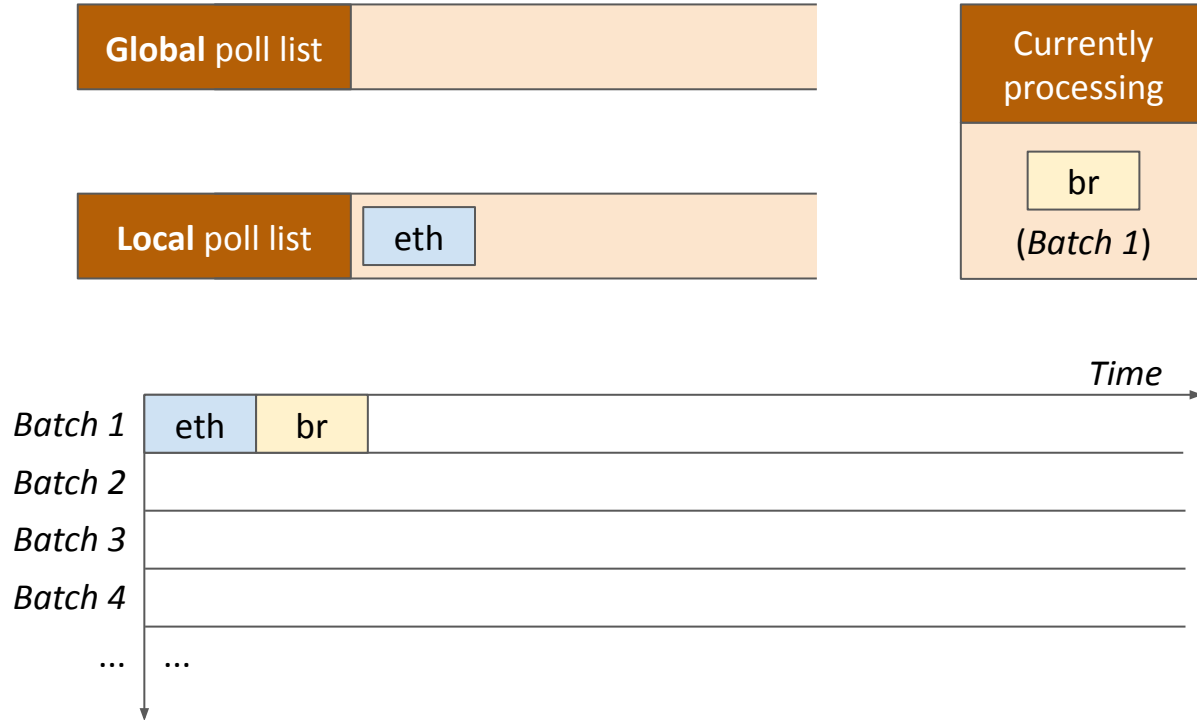 Global poll list
Currently
processing
Local poll list
eth
br
(Batch 1)
Time
Batch 1
eth
br
Batch 2
Batch 3
Batch 4
...
...